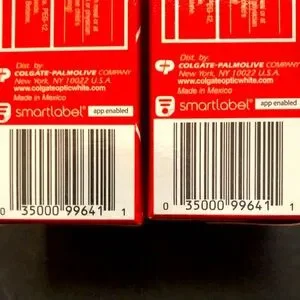 Dist. by
COLGATE-PALMOLIVE COMPANY
New York, NY 10022 U.S.A.
www.colgateopticwhite.com
Made in Mexico
smartlabel® app enabled
0 35000 99641 1
Dist. by
COLGATE-PALMOLIVE COMPANY
New York, NY 10022 U.S.A.
www.colgateopticwhite.com
Made in Mexico
smartlabel® app enabled
0 35000 99641 1